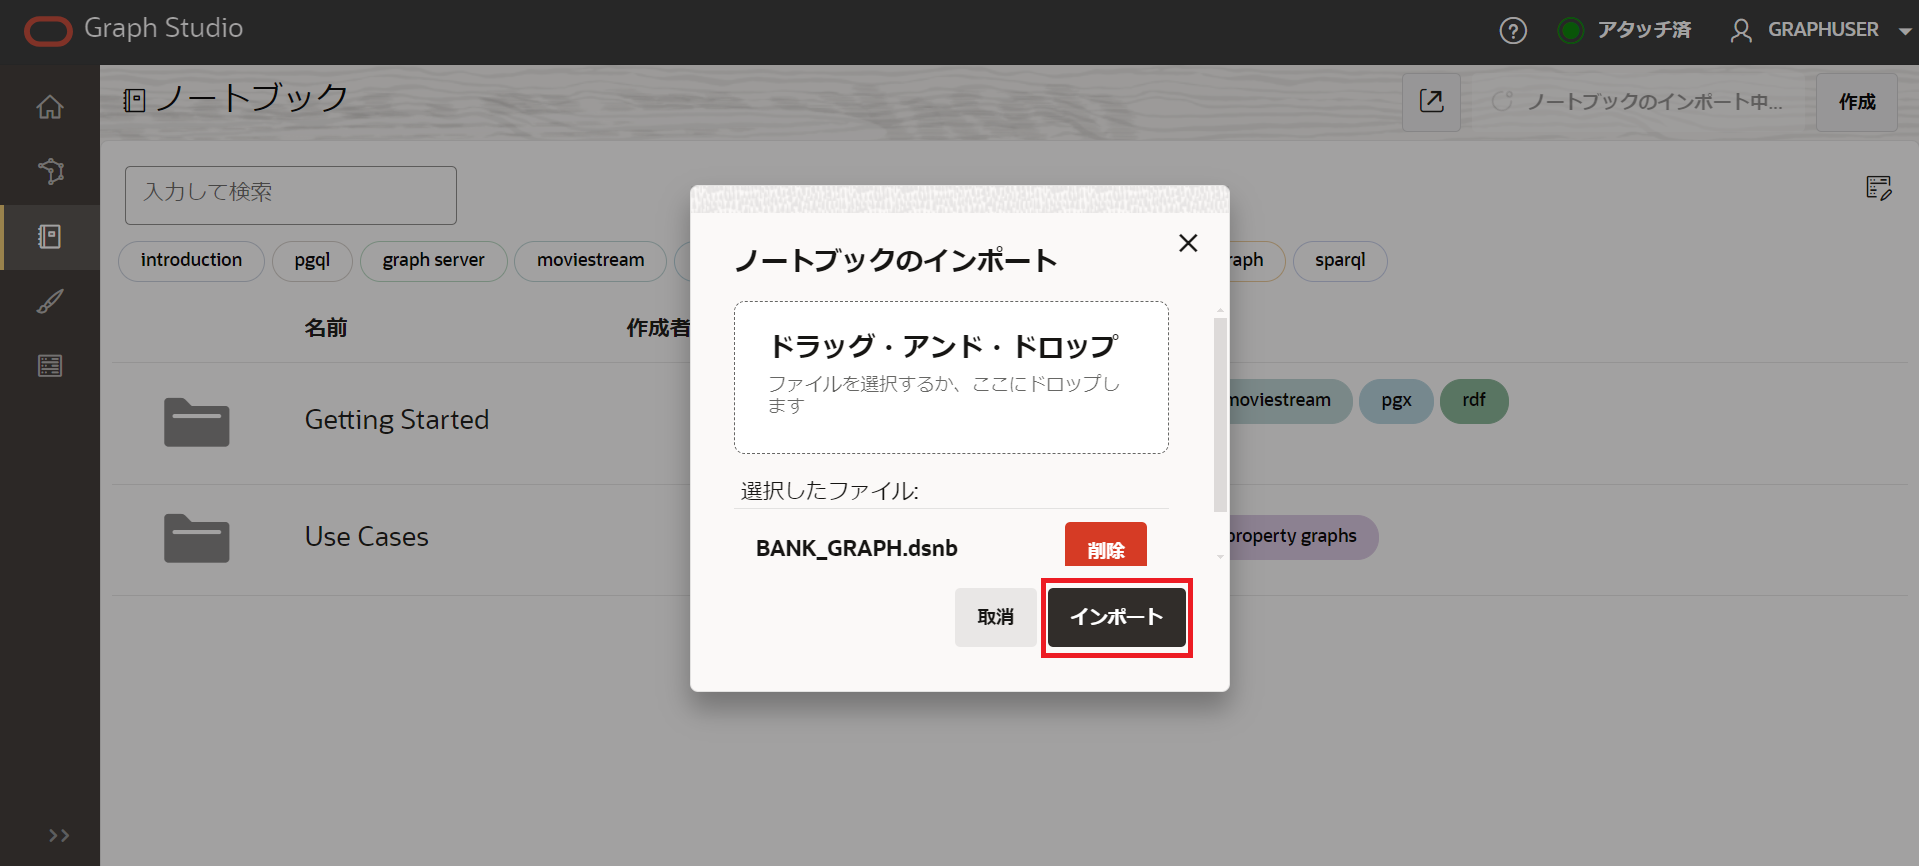 Graph Studio
アタッチ済
GRAPHUSER
ノートブック
ノートブックのインポート中...
作成
入力して検索
introduction
pgql
graph server
moviestream
raph
sparql
名前
作成者
Getting Started
moviestream
pgx
rdf
Use Cases
property graphs
ノートブックのインポート
ドラッグ・アンド・ドロップ
ファイルを選択するか、ここにドロップし
ます
選択したファイル:
BANK_GRAPH.dsnb
削除
取消
インポート